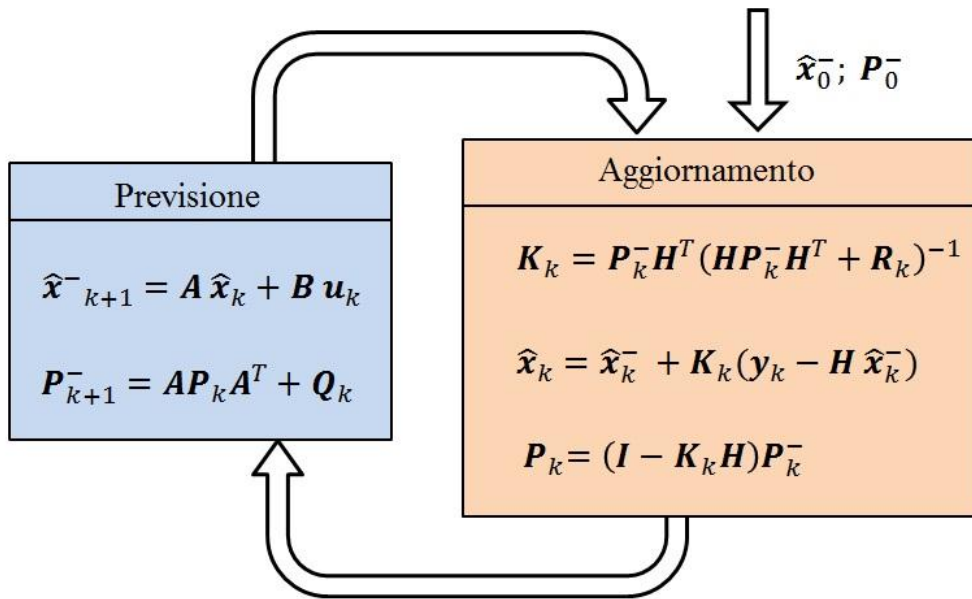 x̂₀⁻; P₀⁻
Previsione
x̂⁻ₖ₊₁ = A x̂ₖ + B uₖ
P⁻ₖ₊₁ = APₖAᵀ + Qₖ
Aggiornamento
Kₖ = Pₖ⁻Hᵀ(HPₖ⁻Hᵀ + Rₖ)⁻¹
x̂ₖ = x̂ₖ⁻ + Kₖ(yₖ − H x̂ₖ⁻)
Pₖ= (I − KₖH)Pₖ⁻